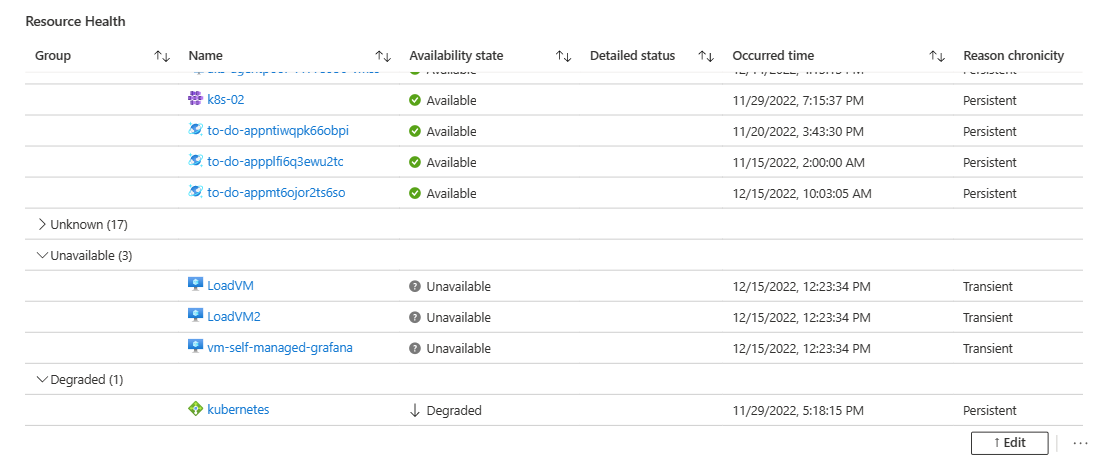 Resource Health
Group Name Availability state Detailed status Occurred time Reason chronicity
k8s-02 Available 11/29/2022, 7:15:37 PM Persistent
to-do-appntiwqpk66obpi Available 11/20/2022, 3:43:30 PM Persistent
to-do-appplfi6q3ewu2tc Available 11/15/2022, 2:00:00 AM Persistent
to-do-appmt6ojor2ts6so Available 12/15/2022, 10:03:05 AM Persistent
Unknown (17)
Unavailable (3)
LoadVM Unavailable 12/15/2022, 12:23:34 PM Transient
LoadVM2 Unavailable 12/15/2022, 12:23:34 PM Transient
vm-self-managed-grafana Unavailable 12/15/2022, 12:23:34 PM Transient
Degraded (1)
kubernetes Degraded 11/29/2022, 5:18:15 PM Persistent
↑ Edit ...